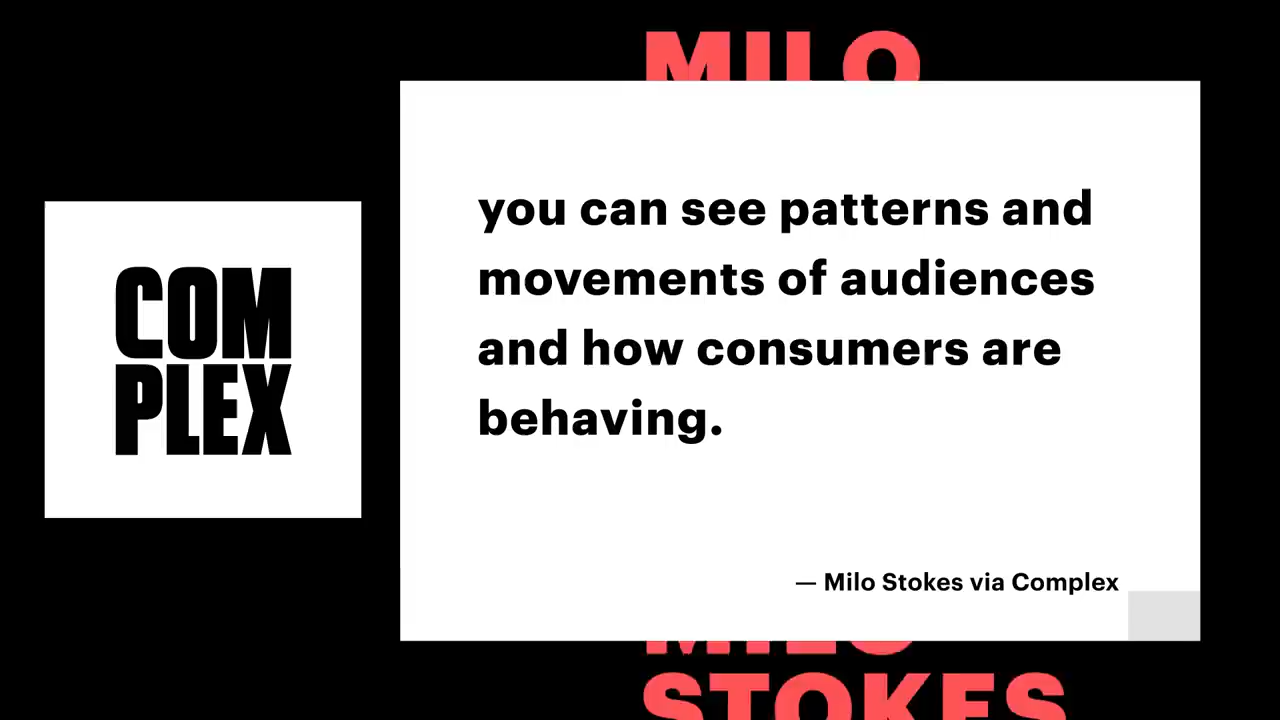 MILO
COM
PLEX
you can see patterns and
movements of audiences
and how consumers are
behaving.
— Milo Stokes via Complex
MILO
STOKES